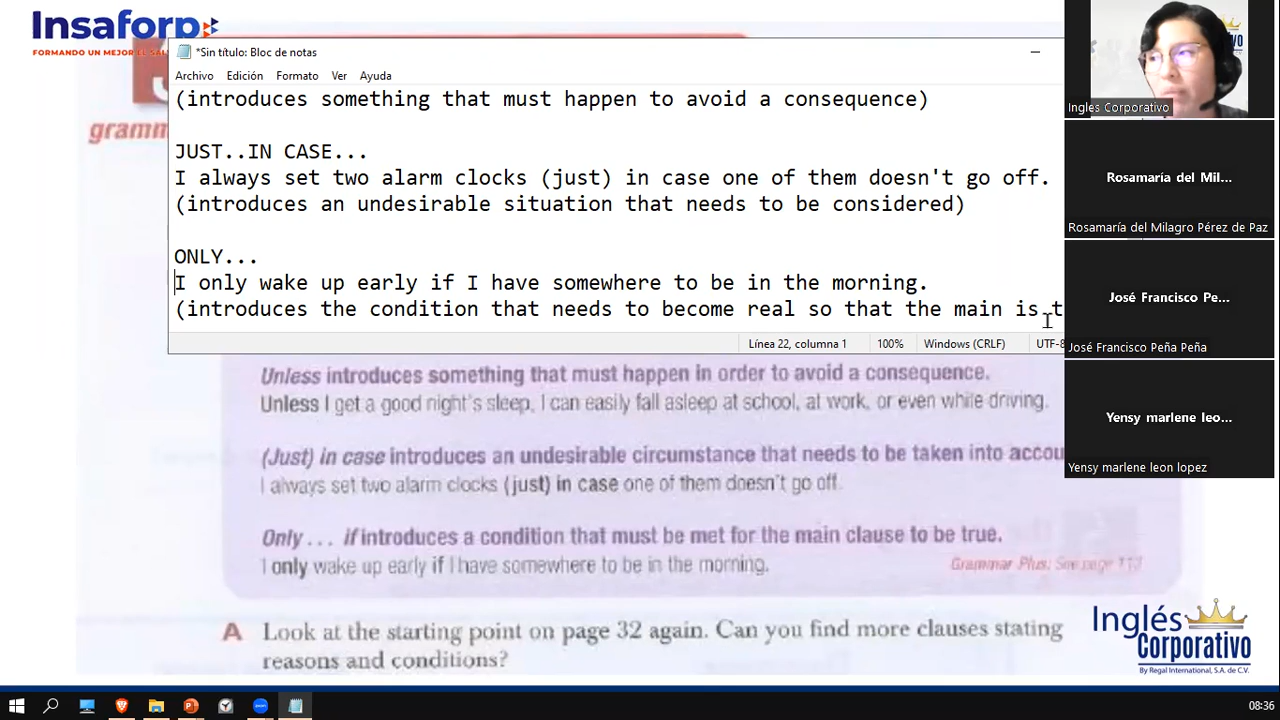 Insaforp
FORMANDO UN MEJOR EL SAL
gramm
*Sin título: Bloc de notas
Archivo Edición Formato Ver Ayuda
(introduces something that must happen to avoid a consequence)
JUST..IN CASE...
I always set two alarm clocks (just) in case one of them doesn't go off.
(introduces an undesirable situation that needs to be considered)
ONLY...
I only wake up early if I have somewhere to be in the morning.
(introduces the condition that needs to become real so that the main is t
Línea 22, columna 1 100% Windows (CRLF) UTF-8
Unless introduces something that must happen in order to avoid a consequence.
Unless I get a good night's sleep, I can easily fall asleep at school, at work, or even while driving.
(Just) in case introduces an undesirable circumstance that needs to be taken into accou
I always set two alarm clocks (just) in case one of them doesn't go off.
Only . . . if introduces a condition that must be met for the main clause to be true.
I only wake up early if I have somewhere to be in the morning.
Grammar Plus: See page
A Look at the starting point on page 32 again. Can you find more clauses stating
reasons and conditions?
Inglés Corporativo
Rosamaría del Mil...
Rosamaría del Milagro Pérez de Paz
José Francisco Pe...
José Francisco Peña Peña
Yensy marlene leo...
Yensy marlene leon lopez
Inglés
Corporativo
By Regal International, S.A. de C.V.
08:36